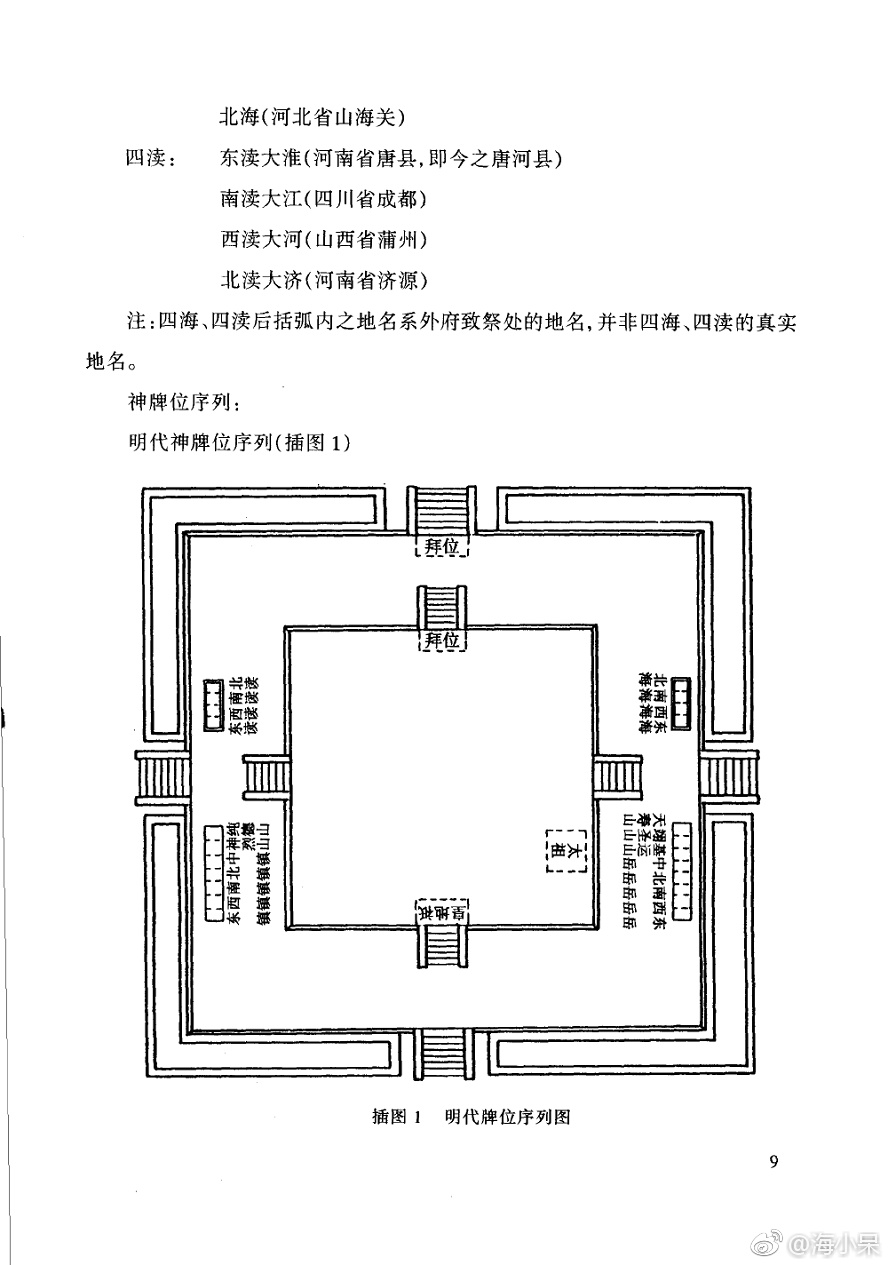 北海(河北省山海关)
四渎: 东渎大淮(河南省唐县,即今之唐河县)
南渎大江(四川省成都)
西渎大河(山西省蒲州)
北渎大济(河南省济源)
注:四海、四渎后括弧内之地名系外府致祭处的地名,并非四海、四渎的真实
地名。
神牌位序列:
明代神牌位序列(插图1)
拜位
拜位
北渎
南渎
西渎
东渎
北海
南海
西海
东海
纯德山
神烈山
中镇
北镇
南镇
西镇
东镇
太祖
天寿山
翊圣山
基运山
中岳
北岳
南岳
西岳
东岳
皇地祇
插图1 明代牌位序列图
9
@海小呆